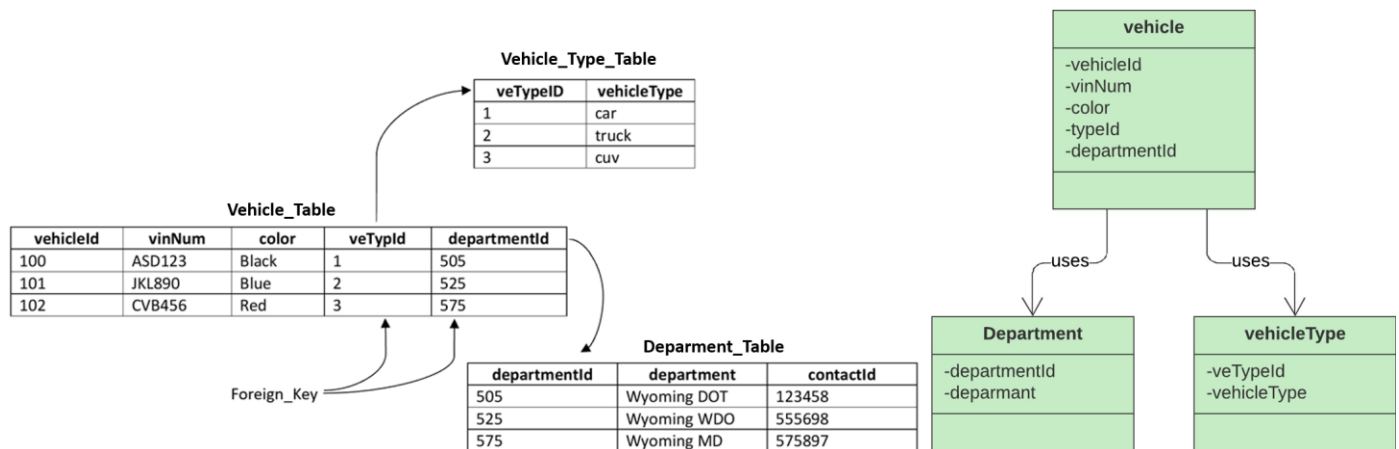 Vehicle_Type_Table
veTypeID vehicleType
1 car
2 truck
3 cuv
Vehicle_Table
vehicleId vinNum color veTypId departmentId
100 ASD123 Black 1 505
101 JKL890 Blue 2 525
102 CVB456 Red 3 575
Foreign_Key
Deparment_Table
departmentId department contactId
505 Wyoming DOT 123458
525 Wyoming WDO 555698
575 Wyoming MD 575897
vehicle
-vehicleId
-vinNum
-color
-typeId
-departmentId
uses uses
Department
-departmentId
-deparmant
vehicleType
-veTypeId
-vehicleType